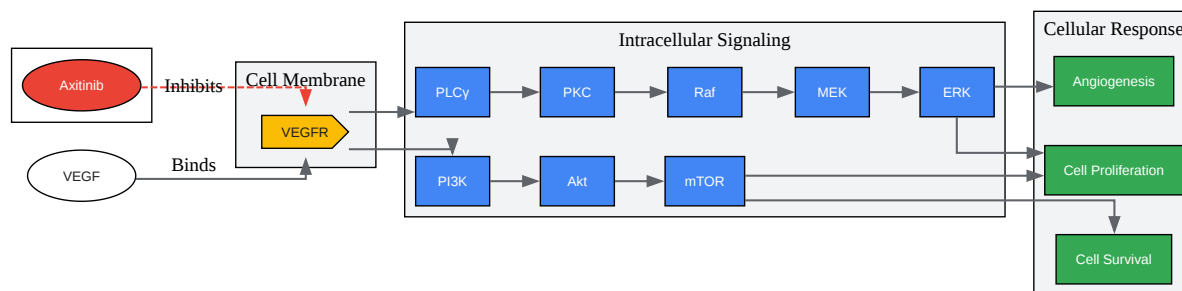 Axitinib
Inhibits
VEGF
Binds
Cell Membrane
VEGFR
Intracellular Signaling
PLCγ
PKC
Raf
MEK
ERK
PI3K
Akt
mTOR
Cellular Response
Angiogenesis
Cell Proliferation
Cell Survival